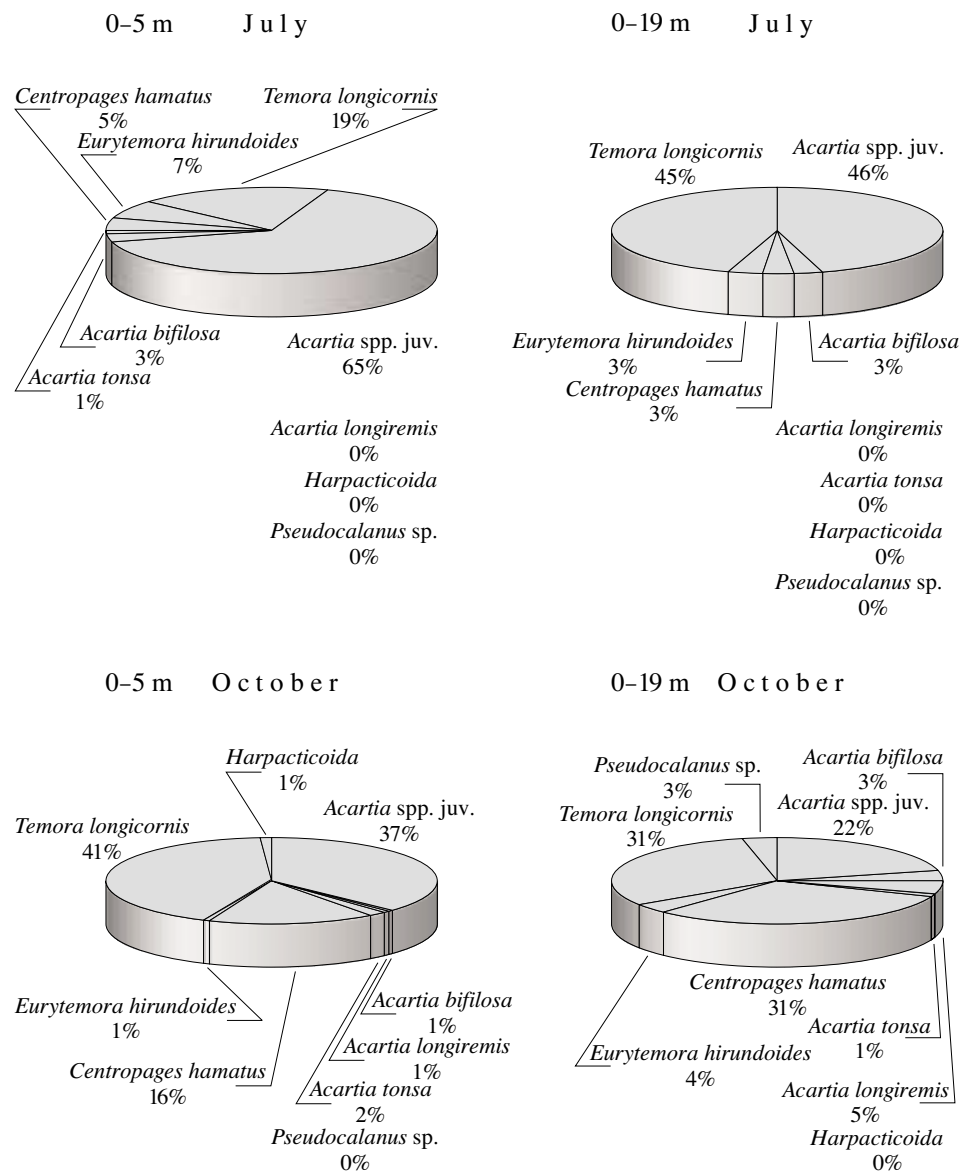 0–5 m July
Centropages hamatus
5%
Temora longicornis
19%
Eurytemora hirundoides
7%
Acartia bifilosa
3%
Acartia tonsa
1%
Acartia spp. juv.
65%
Acartia longiremis
0%
Harpacticoida
0%
Pseudocalanus sp.
0%
0–19 m July
Temora longicornis
45%
Acartia spp. juv.
46%
Eurytemora hirundoides
3%
Acartia bifilosa
3%
Centropages hamatus
3%
Acartia longiremis
0%
Acartia tonsa
0%
Harpacticoida
0%
Pseudocalanus sp.
0%
0–5 m October
Harpacticoida
1%
Acartia spp. juv.
37%
Temora longicornis
41%
Eurytemora hirundoides
1%
Acartia bifilosa
1%
Acartia longiremis
1%
Centropages hamatus
16%
Acartia tonsa
2%
Pseudocalanus sp.
0%
0–19 m October
Acartia bifilosa
3%
Pseudocalanus sp.
3%
Acartia spp. juv.
22%
Temora longicornis
31%
Centropages hamatus
31%
Acartia tonsa
1%
Eurytemora hirundoides
4%
Acartia longiremis
5%
Harpacticoida
0%